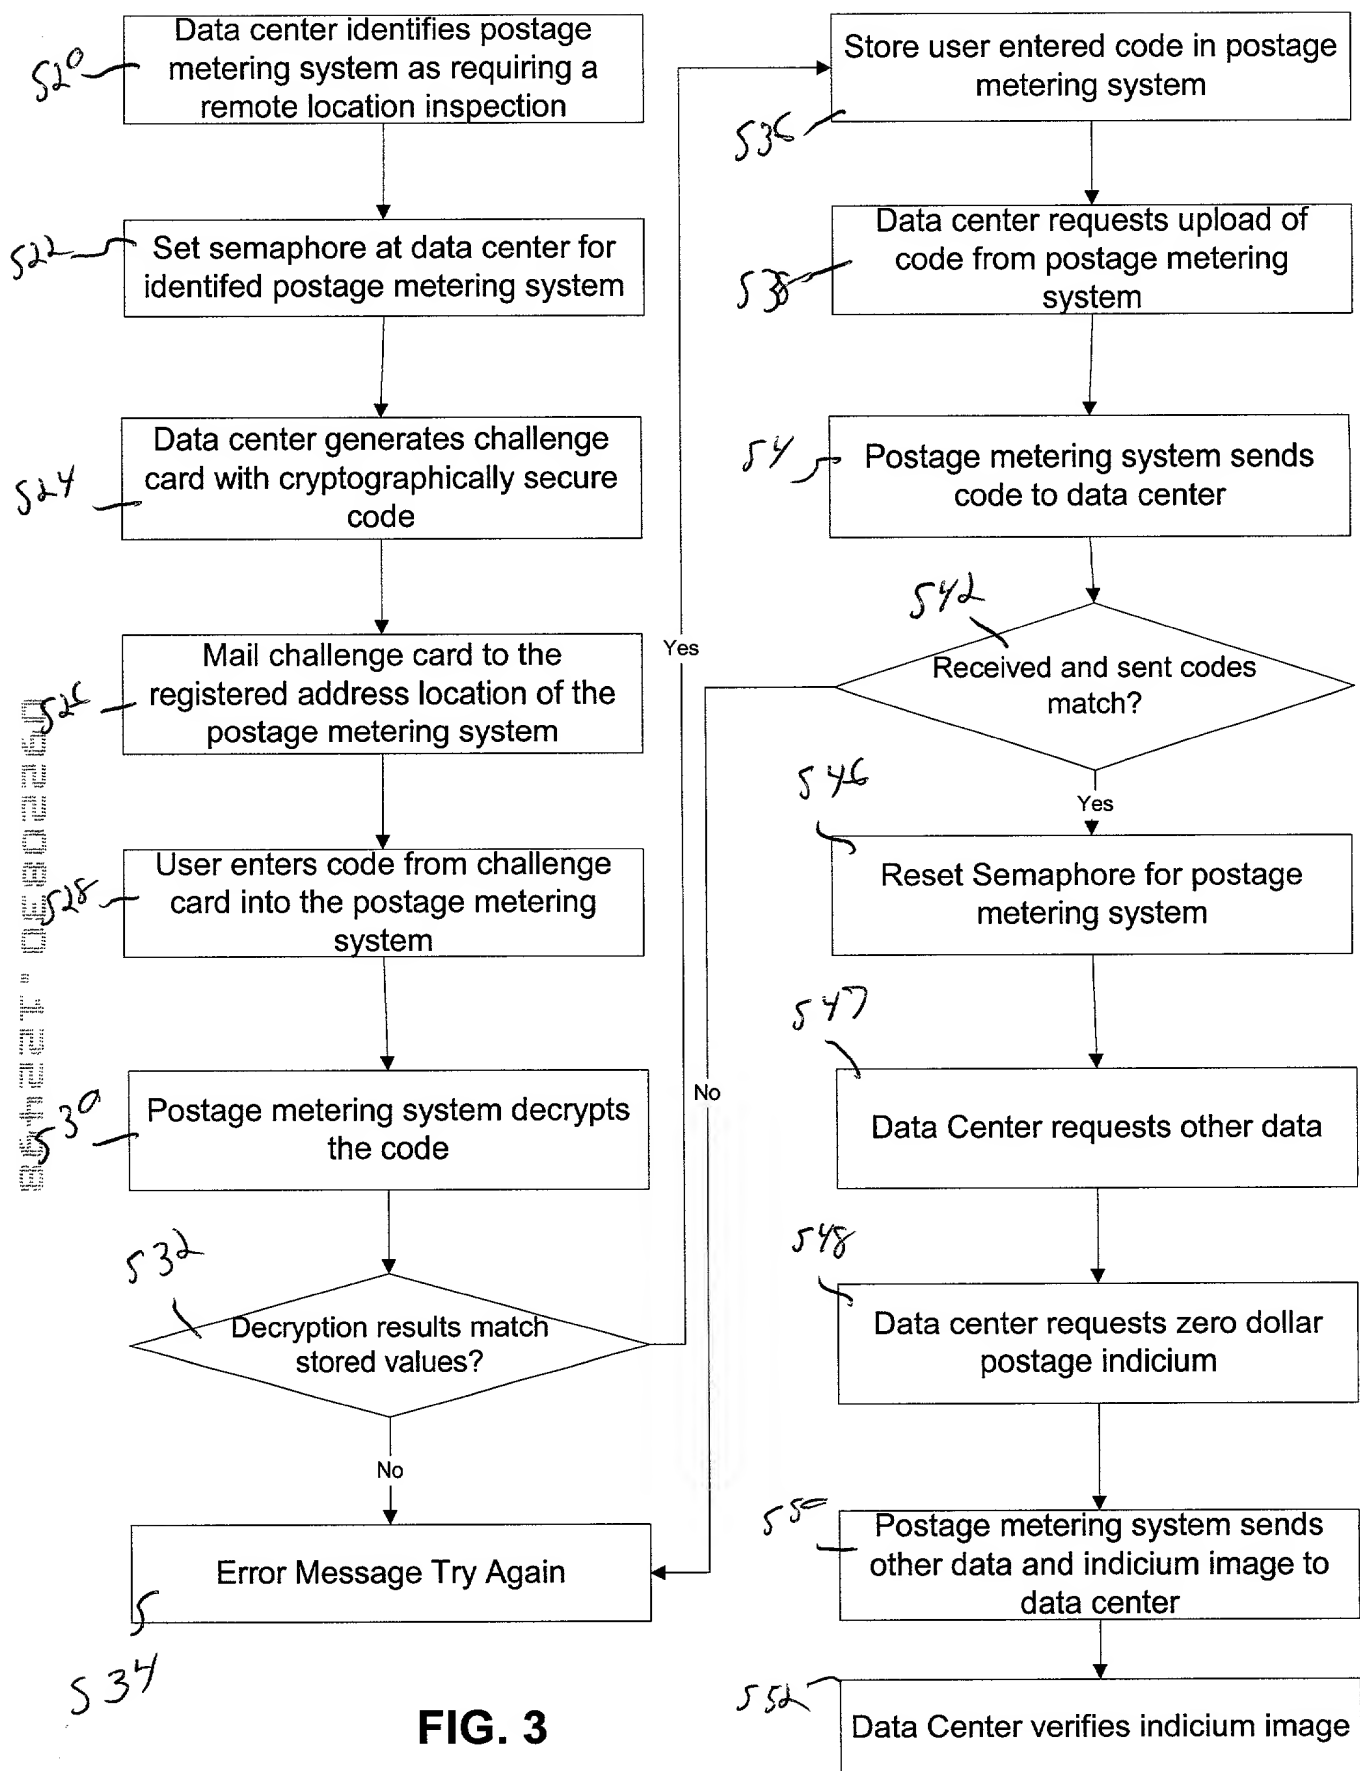 520
Data center identifies postage
metering system as requiring a
remote location inspection
522
Set semaphore at data center for
identifed postage metering system
524
Data center generates challenge
card with cryptographically secure
code
526
Mail challenge card to the
registered address location of the
postage metering system
528
User enters code from challenge
card into the postage metering
system
530
Postage metering system decrypts
the code
532
Decryption results match
stored values?
Yes
No
Error Message Try Again
534
536
Store user entered code in postage
metering system
538
Data center requests upload of
code from postage metering
system
54
Postage metering system sends
code to data center
542
Received and sent codes
match?
No
Yes
546
Reset Semaphore for postage
metering system
547
Data Center requests other data
548
Data center requests zero dollar
postage indicium
550
Postage metering system sends
other data and indicium image to
data center
552
Data Center verifies indicium image
FIG. 3